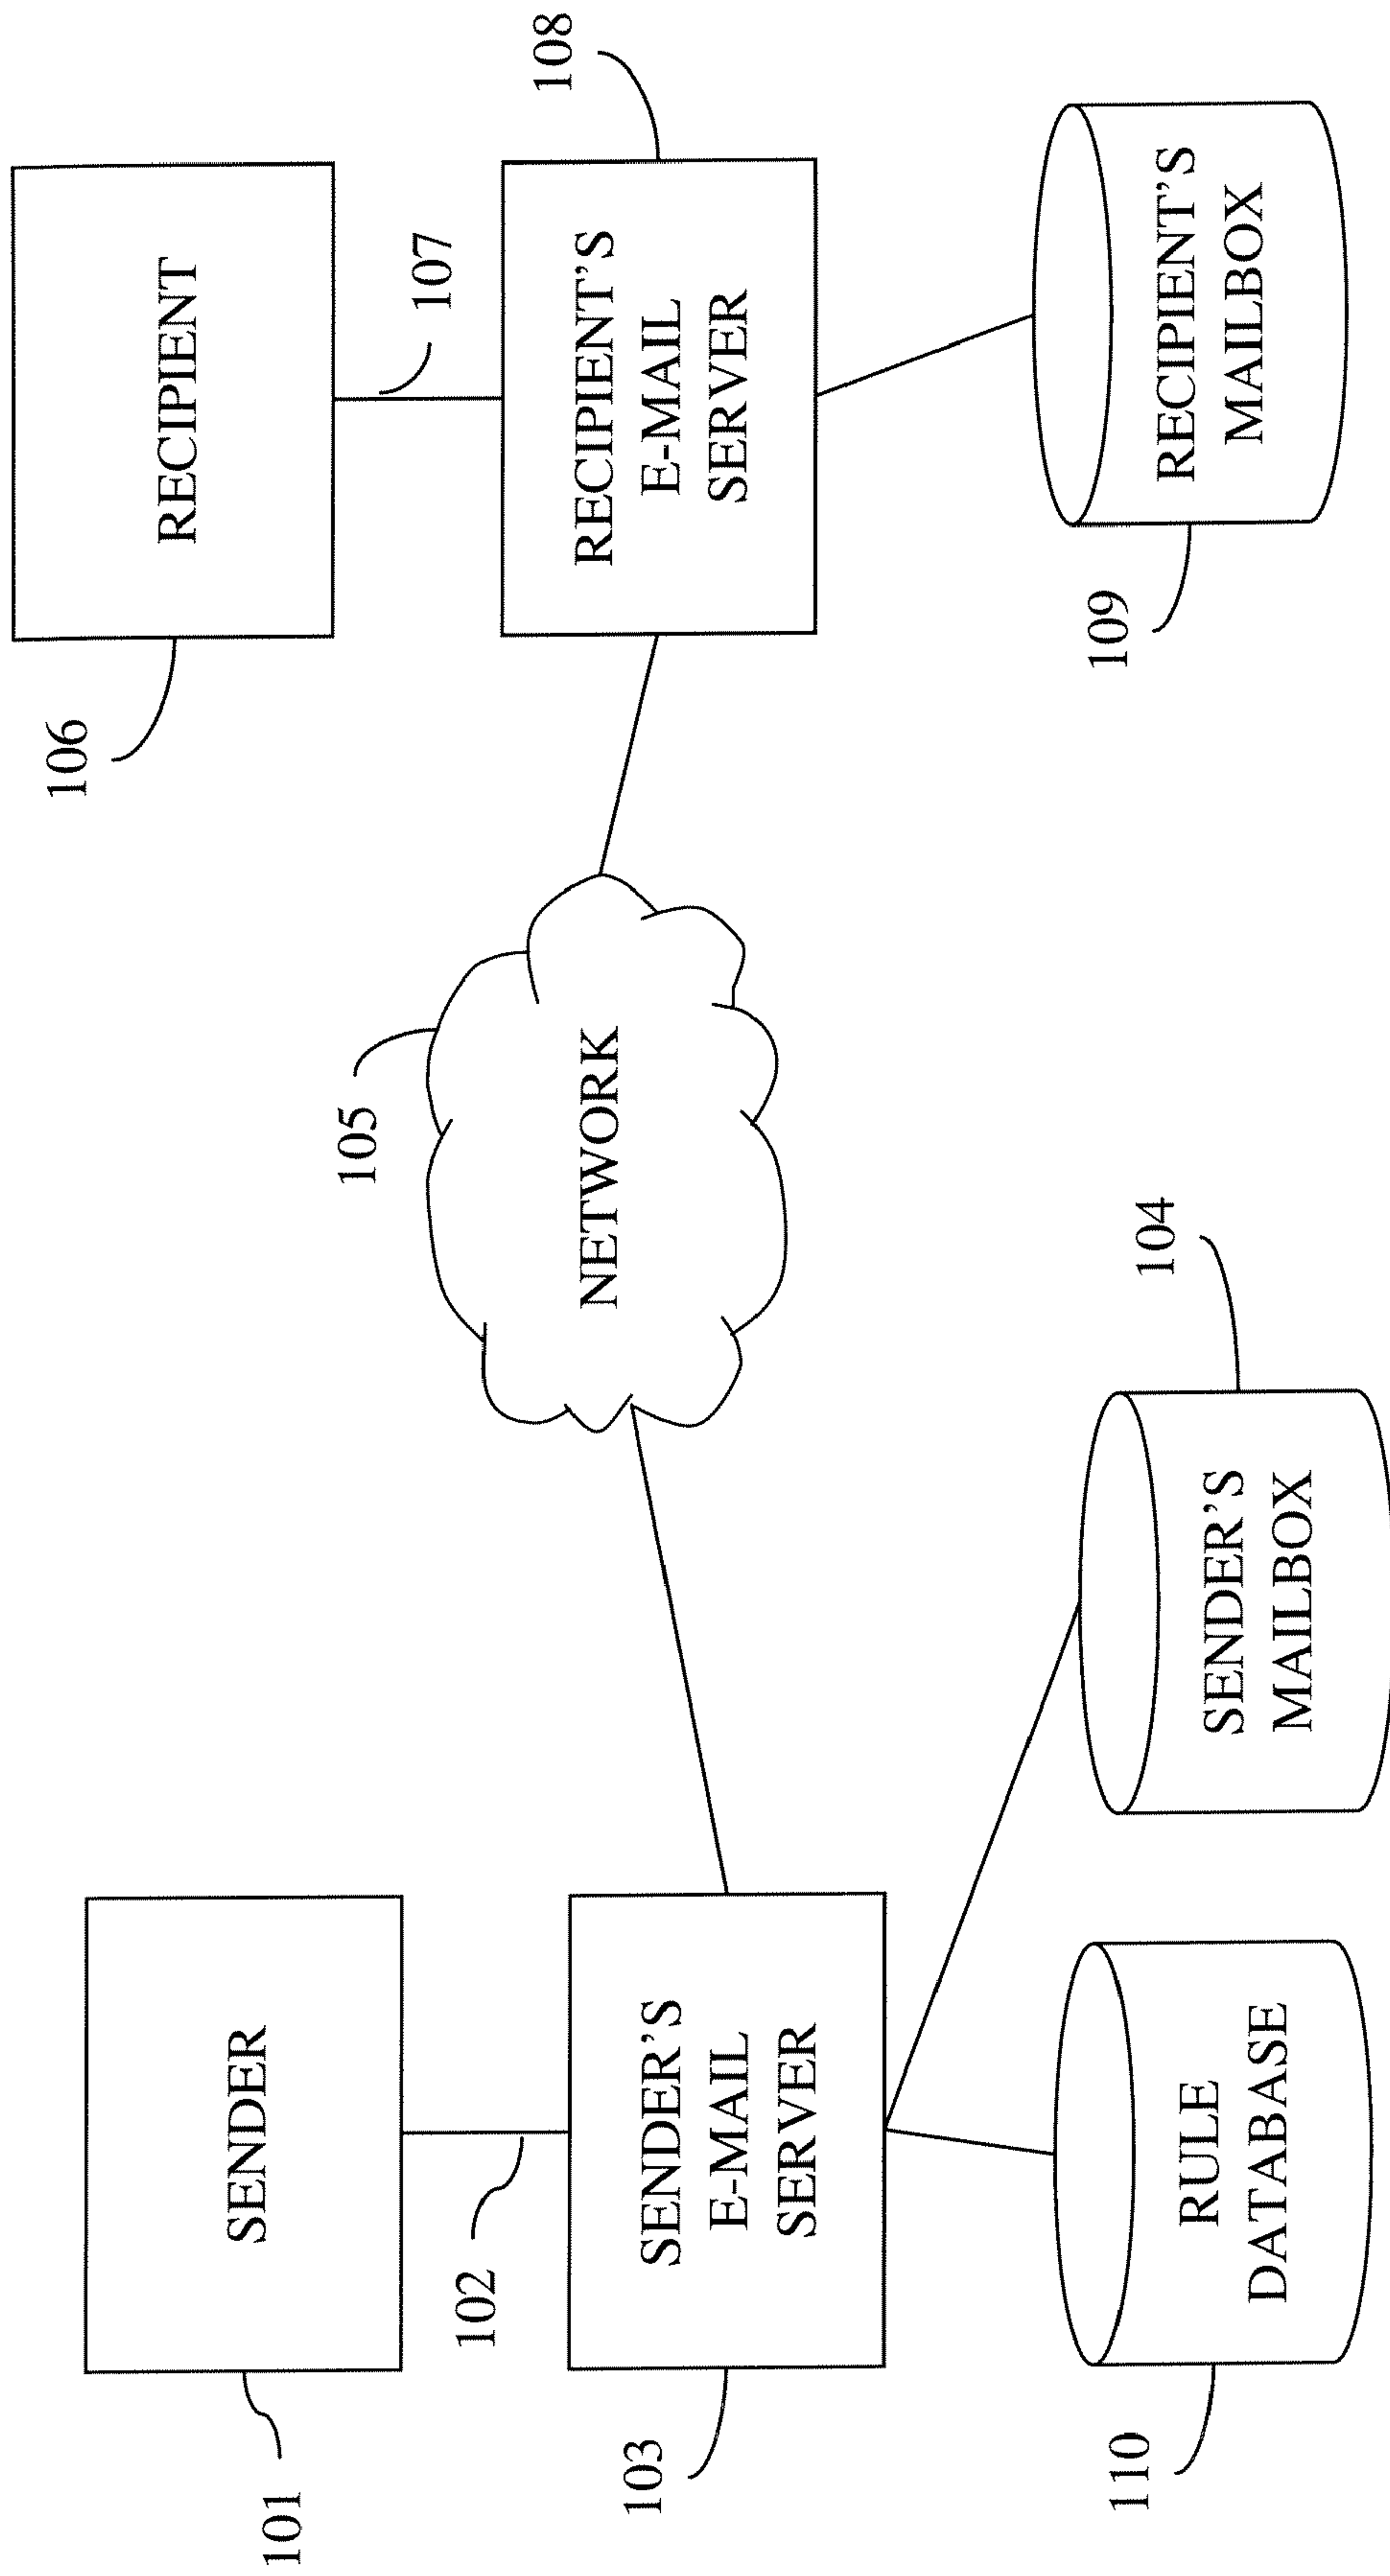 SENDER
101
102
SENDER'S
E-MAIL
SERVER
103
RULE
DATABASE
110
SENDER'S
MAILBOX
104
NETWORK
105
RECIPIENT
106
107
RECIPIENT'S
E-MAIL
SERVER
108
RECIPIENT'S
MAILBOX
109